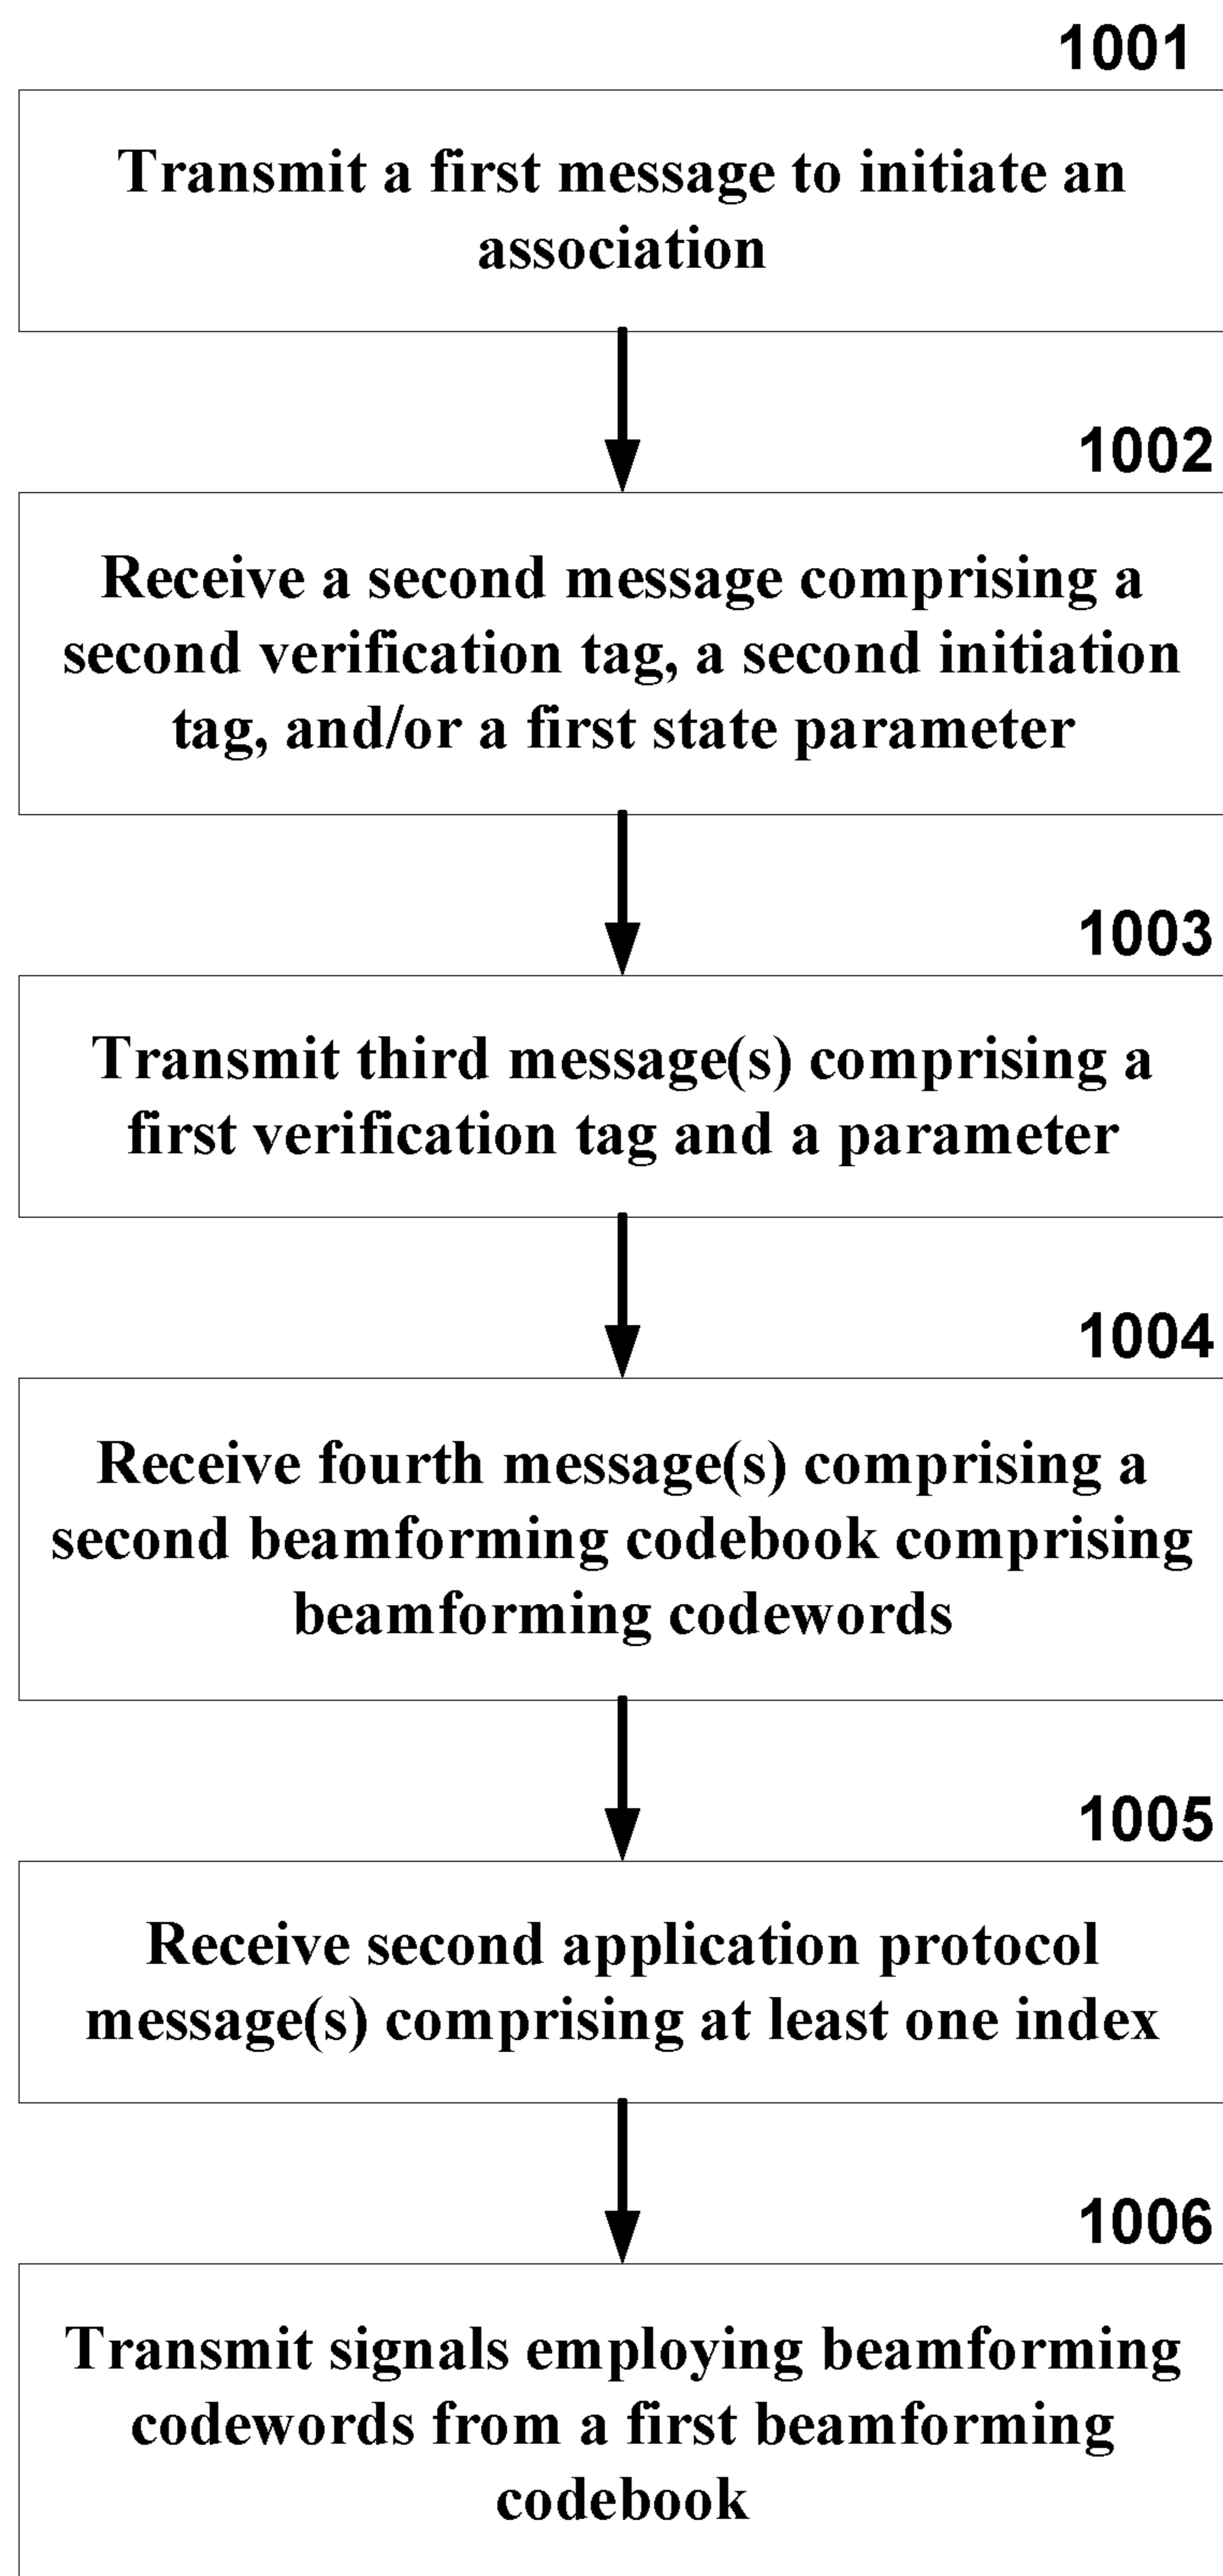 1001
Transmit a first message to initiate an
association
1002
Receive a second message comprising a
second verification tag, a second initiation
tag, and/or a first state parameter
1003
Transmit third message(s) comprising a
first verification tag and a parameter
1004
Receive fourth message(s) comprising a
second beamforming codebook comprising
beamforming codewords
1005
Receive second application protocol
message(s) comprising at least one index
1006
Transmit signals employing beamforming
codewords from a first beamforming
codebook